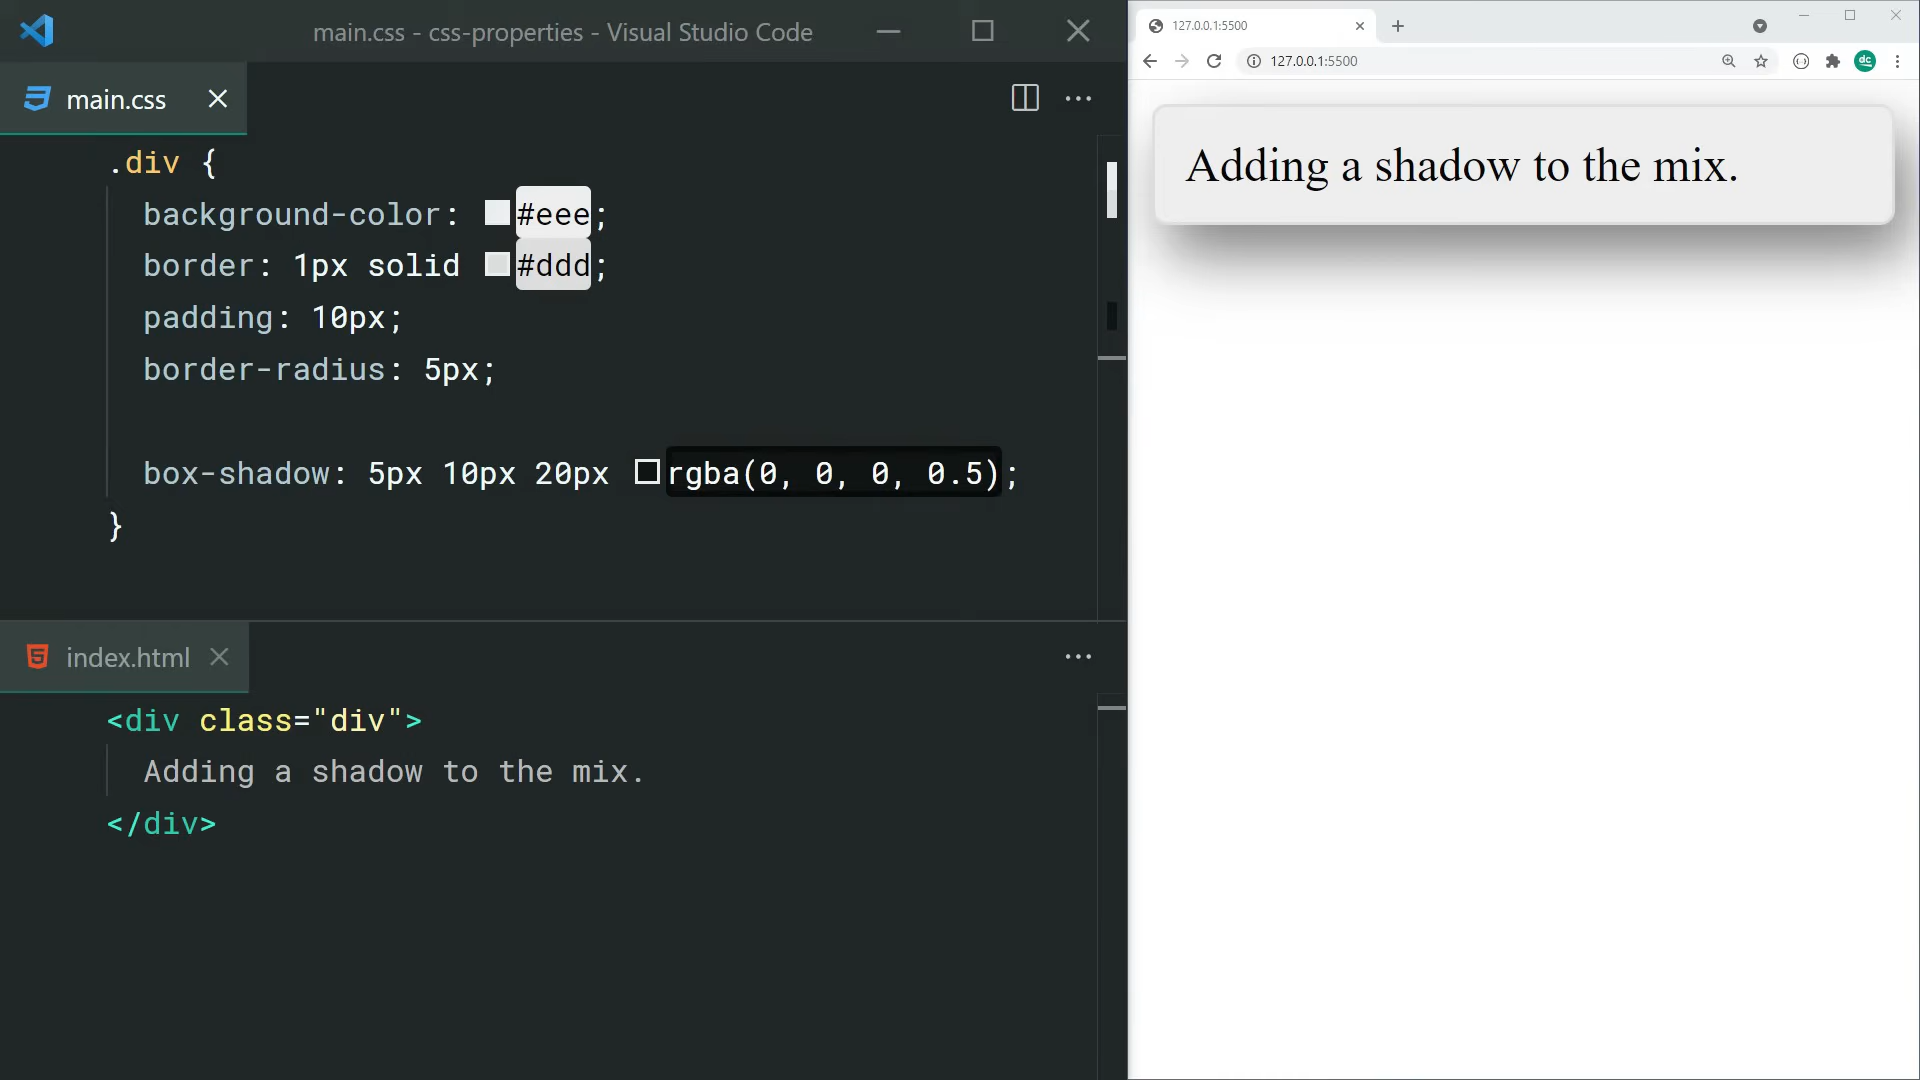 main.css - css-properties - Visual Studio Code
main.css
.div {
background-color: #eee;
border: 1px solid #ddd;
padding: 10px;
border-radius: 5px;
box-shadow: 5px 10px 20px rgba(0, 0, 0, 0.5);
}
index.html
<div class="div">
Adding a shadow to the mix.
</div>
127.0.0.1:5500
127.0.0.1:5500
dc
Adding a shadow to the mix.